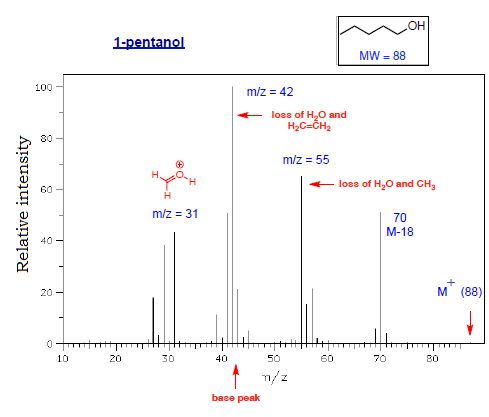 1-pentanol
OH
MW = 88
m/z = 42
loss of H₂O and
H₂C=CH₂
m/z = 55
loss of H₂O and CH₃
H
⊕
O
H
H
m/z = 31
70
M-18
M⁺ (88)
Relative intensity
100
80
60
40
20
0
10 20 30 40 50 60 70 80
m/z
base peak